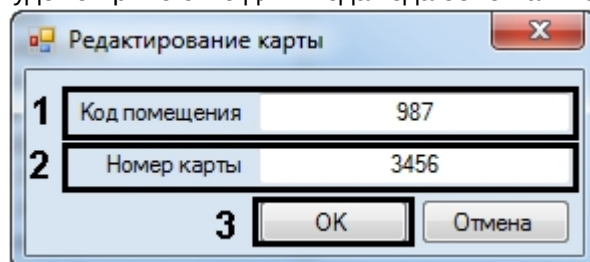 Редактирование карты
1 Код помещения 987
2 Номер карты 3456
3 OK Отмена